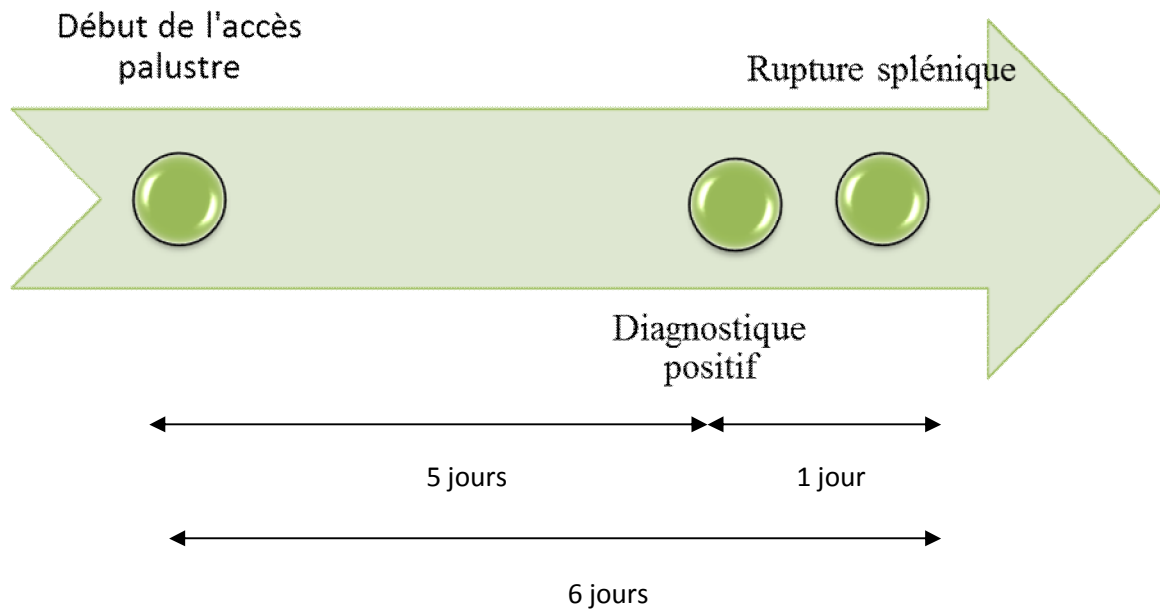 Début de l'accès
palustre
Rupture splénique
Diagnostique
positif
5 jours
1 jour
6 jours